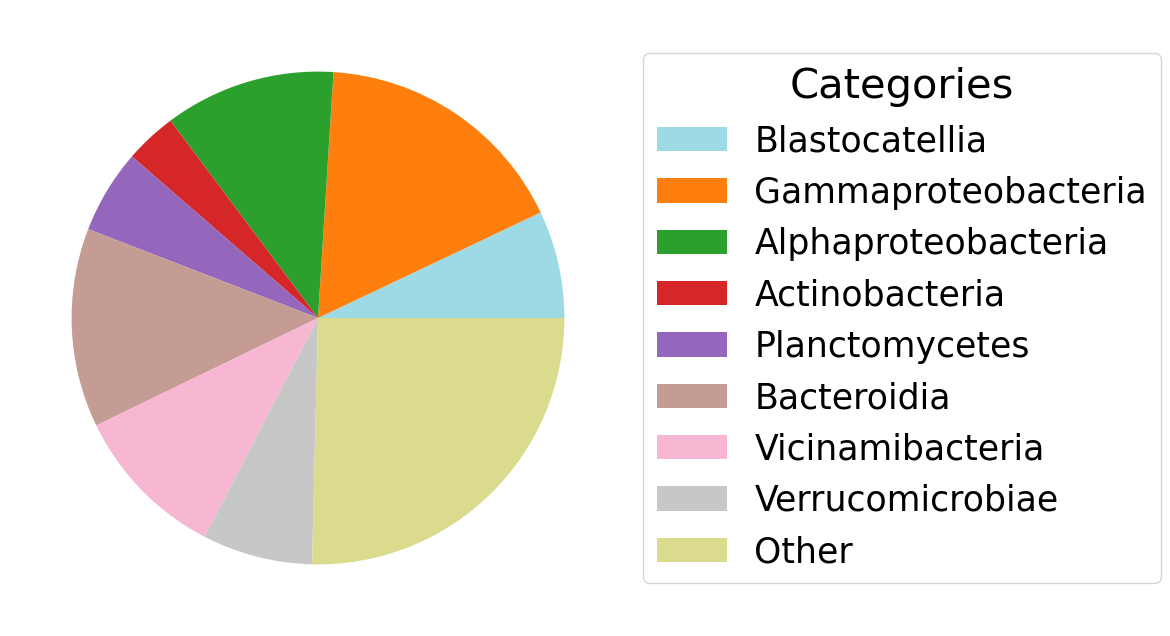 Categories
Blastocatellia
Gammaproteobacteria
Alphaproteobacteria
Actinobacteria
Planctomycetes
Bacteroidia
Vicinamibacteria
Verrucomicrobiae
Other